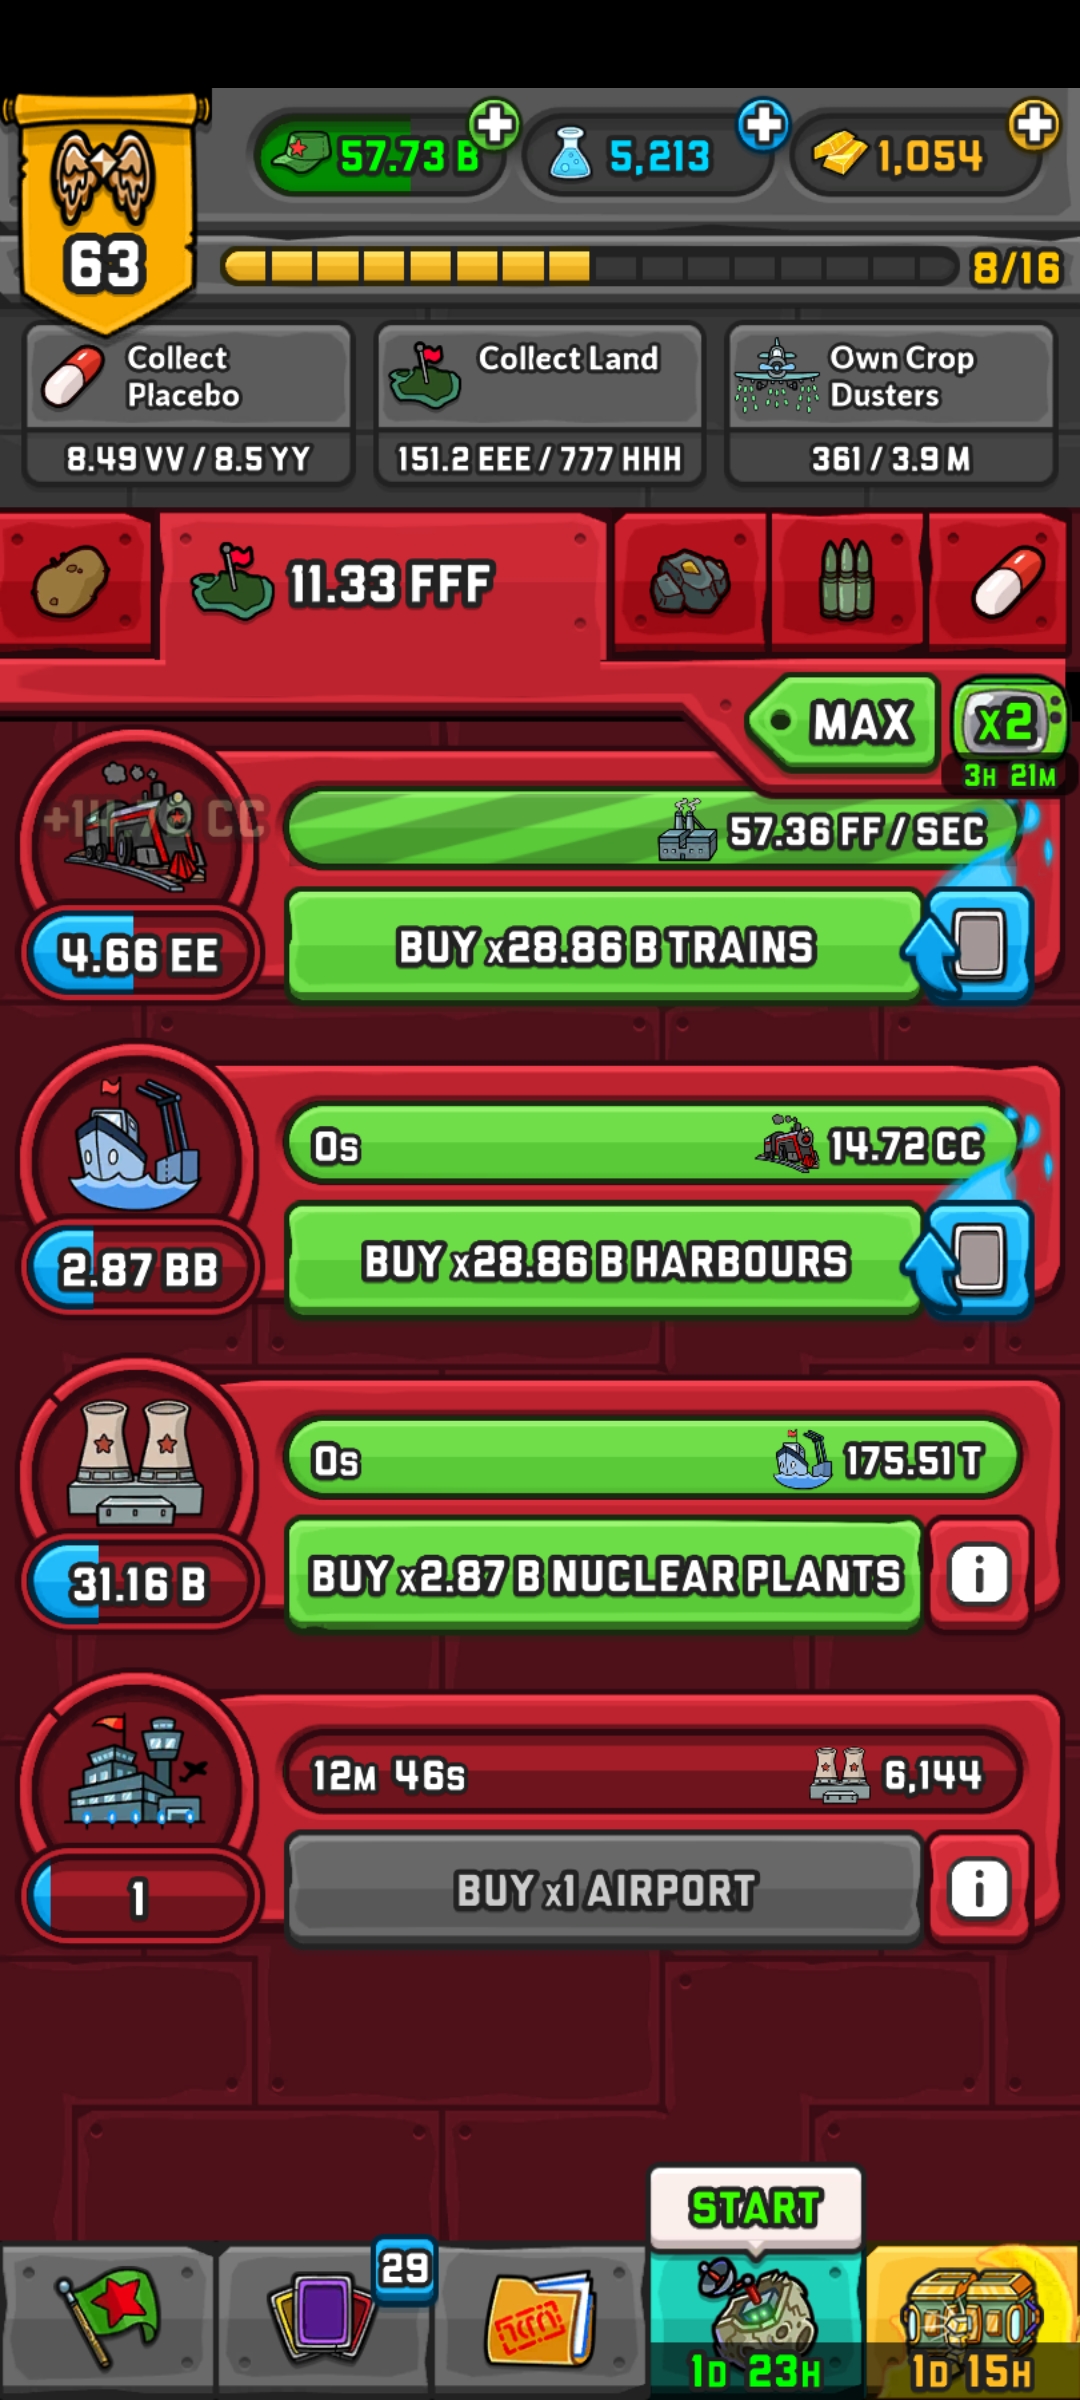 63
57.73 B
5,213
1,054
8/16
Collect
Placebo
8.49 VV / 8.5 YY
Collect Land
151.2 EEE / 777 HHH
Own Crop
Dusters
361 / 3.9 M
11.33 FFF
MAX
x2
3H 21M
+14.70 CC
57.36 FF / SEC
4.66 EE
BUY x28.86 B TRAINS
0s
14.72 CC
2.87 BB
BUY x28.86 B HARBOURS
0s
175.51 T
31.16 B
BUY x2.87 B NUCLEAR PLANTS
i
12M 46s
6,144
1
BUY x1 AIRPORT
i
START
29
1D 23H
1D 15H